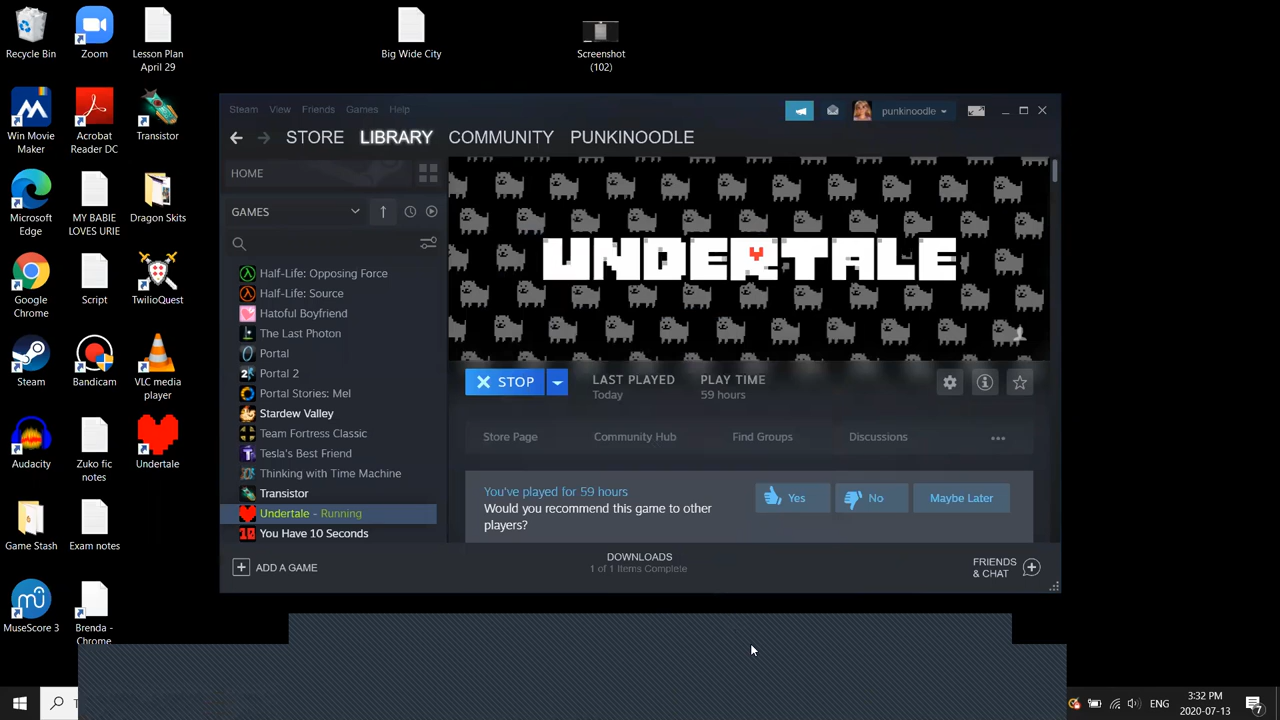 Recycle Bin
Zoom
Lesson Plan
April 29
Big Wide City
Screenshot
(102)
Win Movie
Maker
Acrobat
Reader DC
Transistor
Microsoft
Edge
MY BABIE
LOVES URIE
Dragon Skits
Google
Chrome
Script
TwilioQuest
Steam
Bandicam
VLC media
player
Audacity
Zuko fic
notes
Undertale
Game Stash
Exam notes
MuseScore 3
Brenda -
Chrome
Steam View Friends Games Help
punkinoodle
STORE LIBRARY COMMUNITY PUNKINOODLE
HOME
GAMES
Half-Life: Opposing Force
Half-Life: Source
Hatoful Boyfriend
The Last Photon
Portal
Portal 2
Portal Stories: Mel
Stardew Valley
Team Fortress Classic
Tesla's Best Friend
Thinking with Time Machine
Transistor
Undertale - Running
You Have 10 Seconds
UNDERTALE
STOP
LAST PLAYED
Today
PLAY TIME
59 hours
Store Page Community Hub Find Groups Discussions
You've played for 59 hours
Would you recommend this game to other
players?
Yes No Maybe Later
ADD A GAME
DOWNLOADS
1 of 1 Items Complete
FRIENDS
& CHAT
ENG
3:32 PM
2020-07-13
7